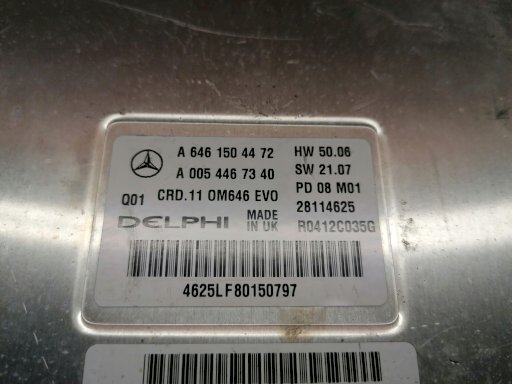 A 646 150 44 72 HW 50.06
A 005 446 73 40 SW 21.07
Q01 CRD.11 OM646 EVO PD 08 M01
DELPHI MADE IN UK 28114625
R0412C035G
4625LF80150797